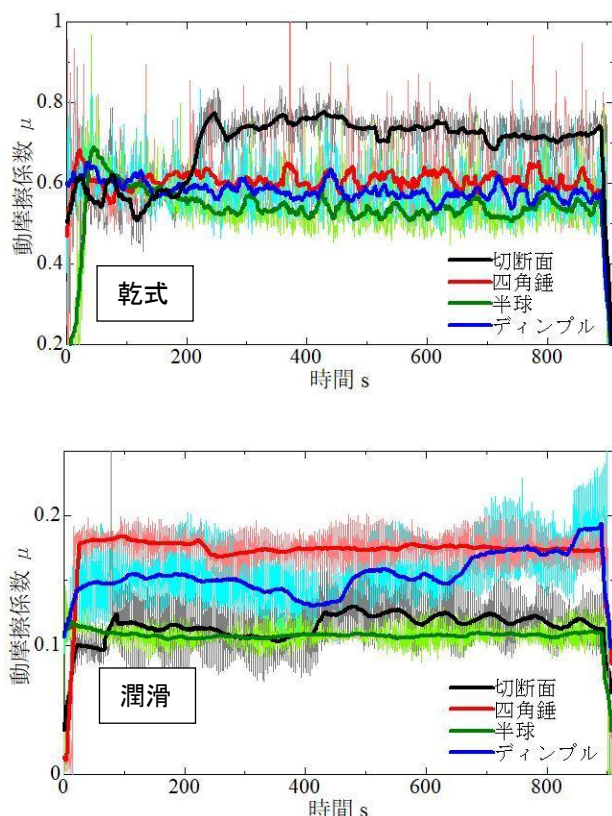 1
0.8
0.6
0.4
0.2
動摩擦係数 μ
乾式
切断面
四角錘
半球
ディンプル
0 200 400 600 800
時間 s
0.2
0.1
0
動摩擦係数 μ
潤滑
切断面
四角錘
半球
ディンプル
0 200 400 600 800
時間 s